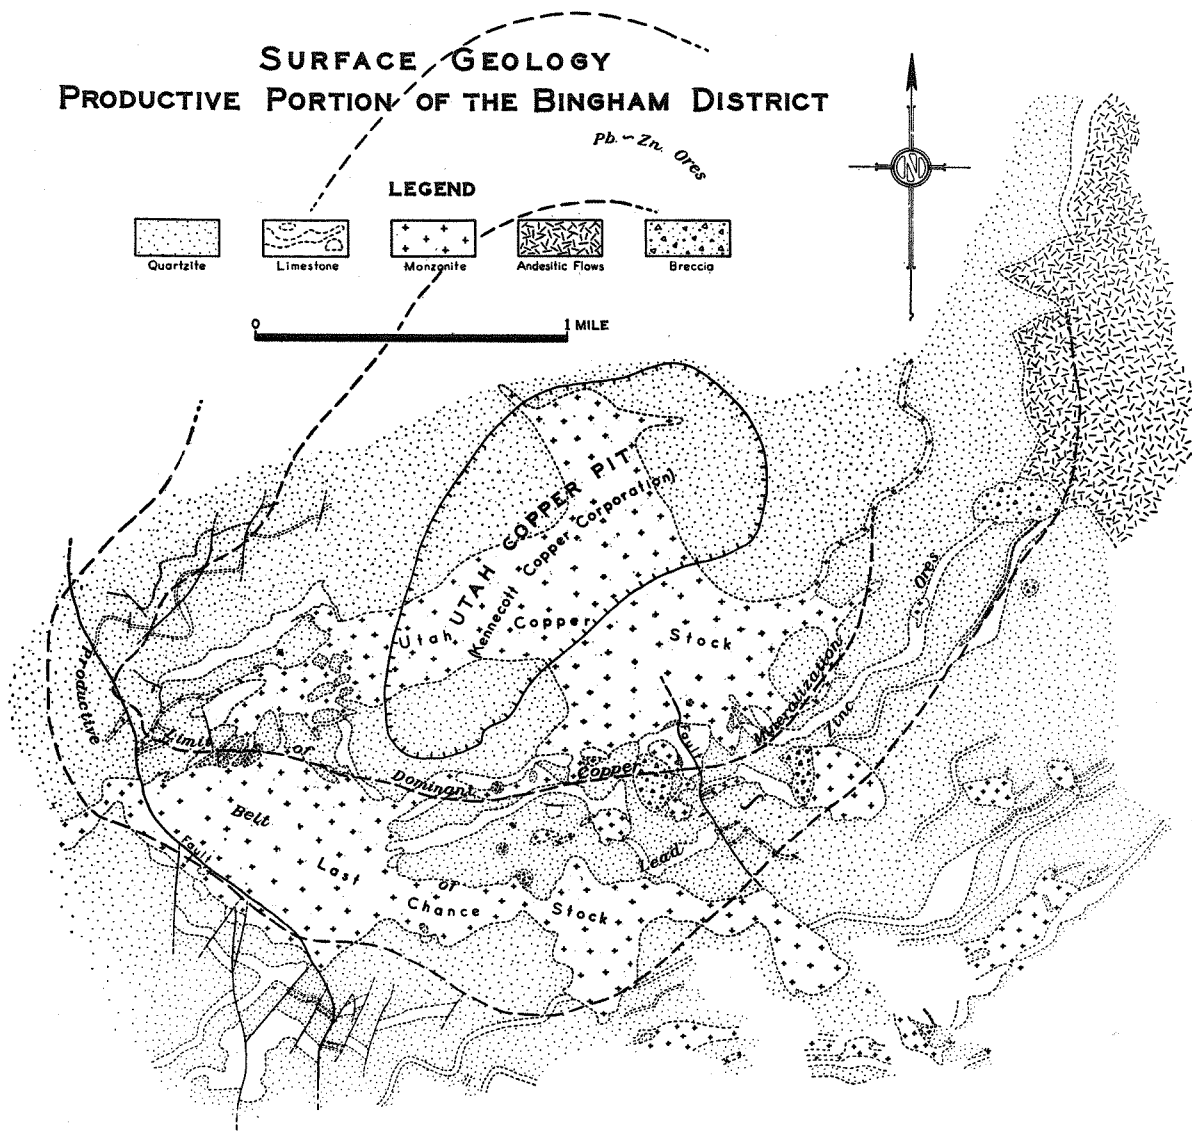 SURFACE GEOLOGY
PRODUCTIVE PORTION OF THE BINGHAM DISTRICT
Pb. - Zn. Ores
LEGEND
Quartzite
Limestone
Monzonite
Andesitic Flows
Breccia
0
1 MILE
UTAH COPPER PIT
(Kennecott Copper Corporation)
Utah Copper Stock
Productive Belt of Lead Zinc Ores
Limit of Dominant Copper Mineralization
Fault
Fault
Last Chance Stock